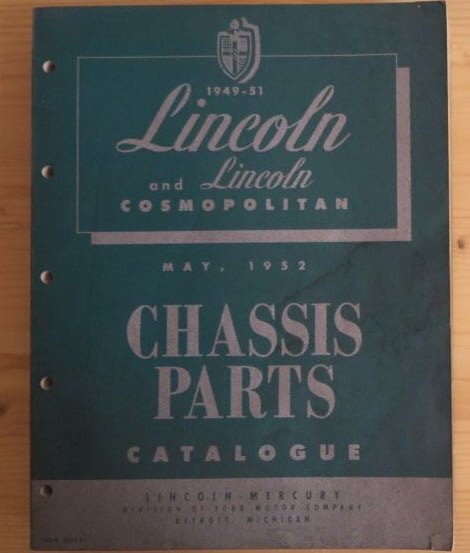 1949-51
Lincoln
and Lincoln
COSMOPOLITAN
MAY, 1952
CHASSIS
PARTS
CATALOGUE
LINCOLN-MERCURY
DIVISION OF FORD MOTOR COMPANY
DETROIT, MICHIGAN
FORM